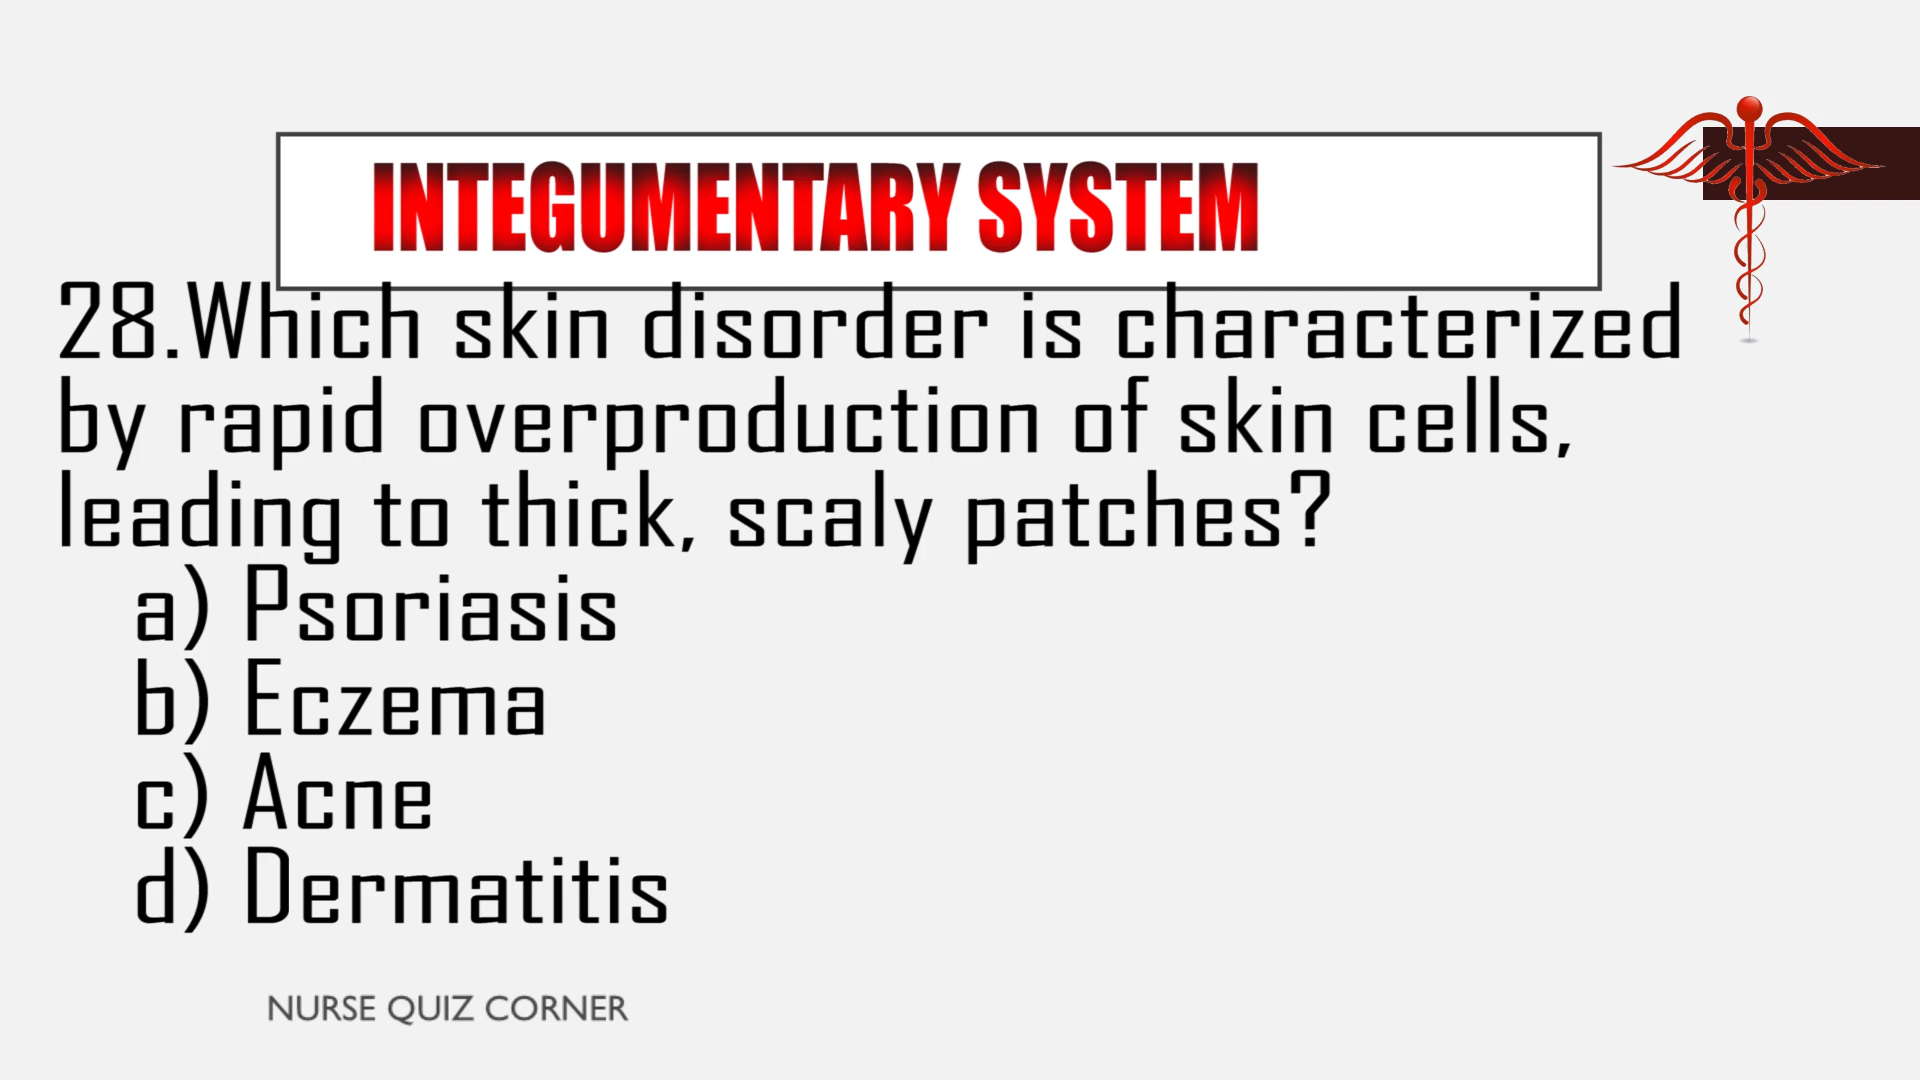 INTEGUMENTARY SYSTEM
28.Which skin disorder is characterized
by rapid overproduction of skin cells,
leading to thick, scaly patches?
a) Psoriasis
b) Eczema
c) Acne
d) Dermatitis
NURSE QUIZ CORNER